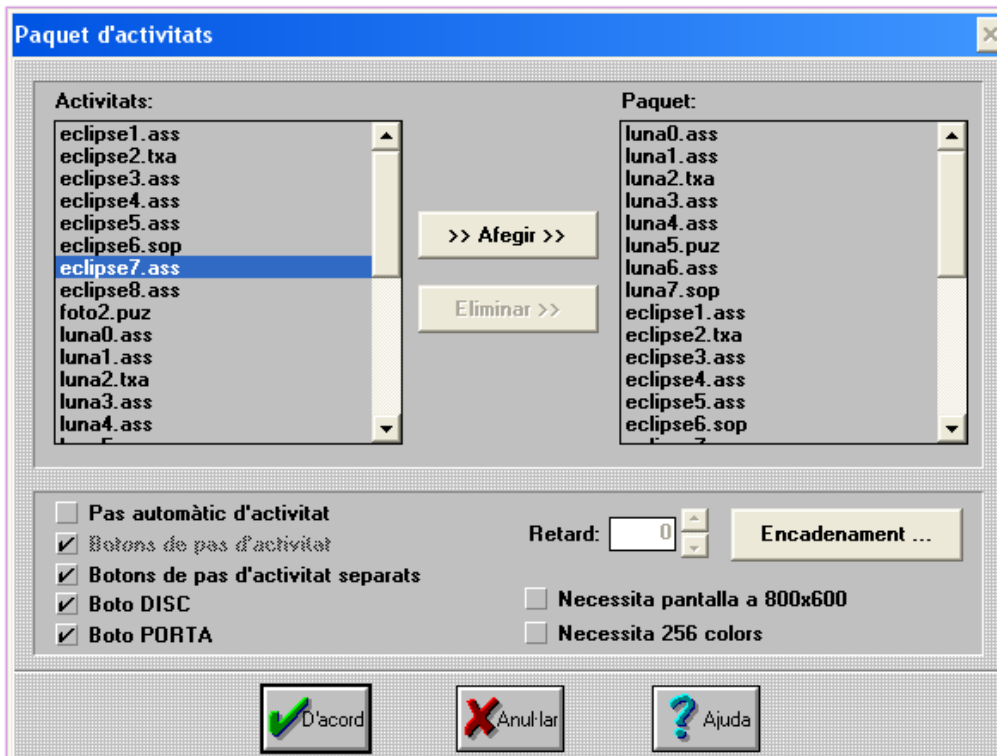 Paquet d'activitats
Activitats:
eclipse1.ass
eclipse2.txa
eclipse3.ass
eclipse4.ass
eclipse5.ass
eclipse6.sop
eclipse7.ass
eclipse8.ass
foto2.puz
luna0.ass
luna1.ass
luna2.txa
luna3.ass
luna4.ass
>> Afegir >>
Eliminar >>
Paquet:
luna0.ass
luna1.ass
luna2.txa
luna3.ass
luna4.ass
luna5.puz
luna6.ass
luna7.sop
eclipse1.ass
eclipse2.txa
eclipse3.ass
eclipse4.ass
eclipse5.ass
eclipse6.sop
Pas automàtic d'activitat
Botons de pas d'activitat
Botons de pas d'activitat separats
Boto DISC
Boto PORTA
Retard: 0
Encadenament ...
Necessita pantalla a 800x600
Necessita 256 colors
D'acord
Anul·lar
Ajuda